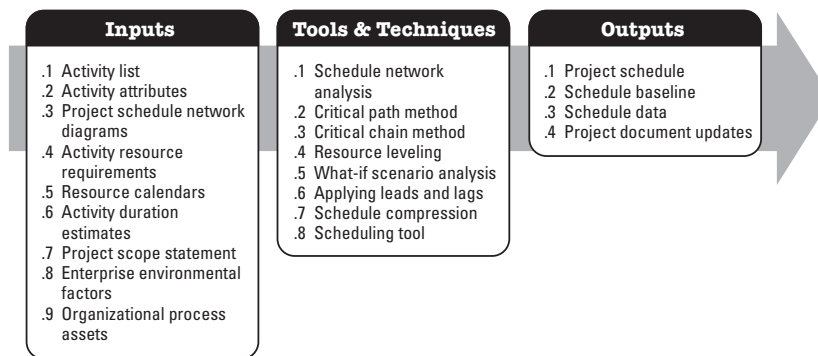 Inputs
.1 Activity list
.2 Activity attributes
.3 Project schedule network
diagrams
.4 Activity resource
requirements
.5 Resource calendars
.6 Activity duration
estimates
.7 Project scope statement
.8 Enterprise environmental
factors
.9 Organizational process
assets
Tools & Techniques
.1 Schedule network
analysis
.2 Critical path method
.3 Critical chain method
.4 Resource leveling
.5 What-if scenario analysis
.6 Applying leads and lags
.7 Schedule compression
.8 Scheduling tool
Outputs
.1 Project schedule
.2 Schedule baseline
.3 Schedule data
.4 Project document updates